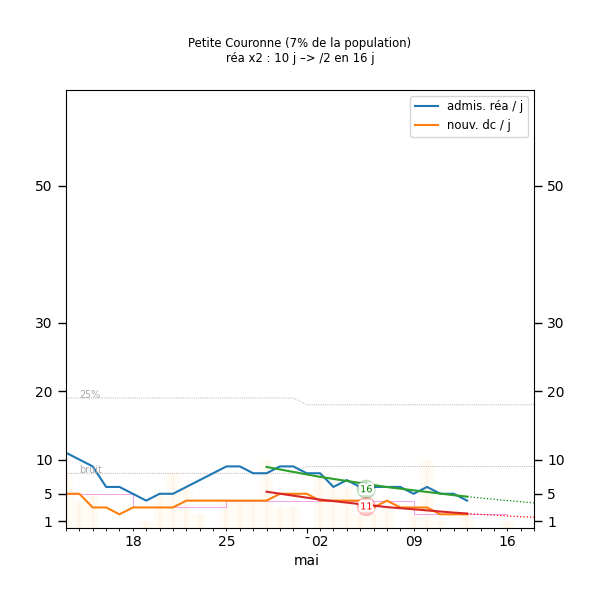 Petite Couronne (7% de la population)
réa x2 : 10 j –> /2 en 16 j
admis. réa / j
nouv. dc / j
50 50
30 30
20 20
25%
10 10
bruit
16
5 5
11
1 1
18 25 02 09 16
mai